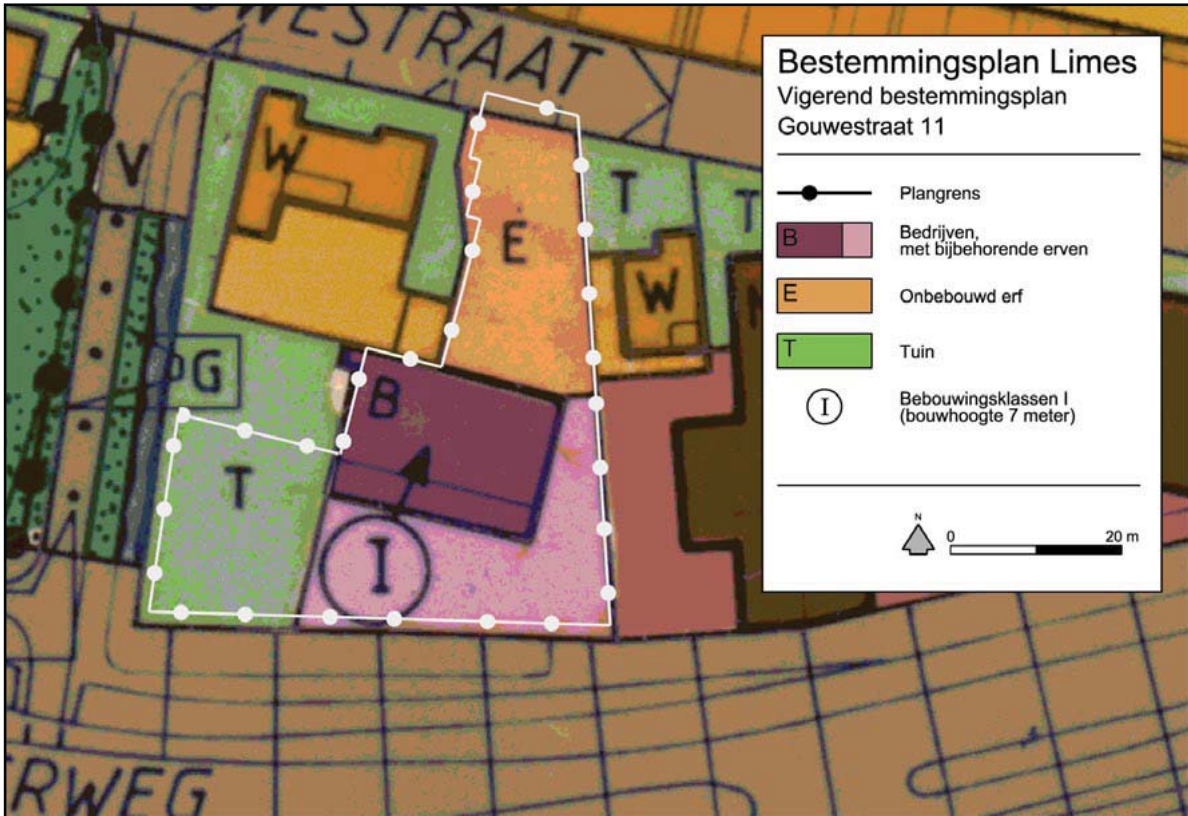 WESTRAAT
V
W
E
T
T
W
G
B
T
I
RWEG
Bestemmingsplan Limes
Vigerend bestemmingsplan
Gouwestraat 11
Plangrens
B
Bedrijven,
met bijbehorende erven
E
Onbebouwd erf
T
Tuin
I
Bebouwingsklassen I
(bouwhoogte 7 meter)
N
0
20 m